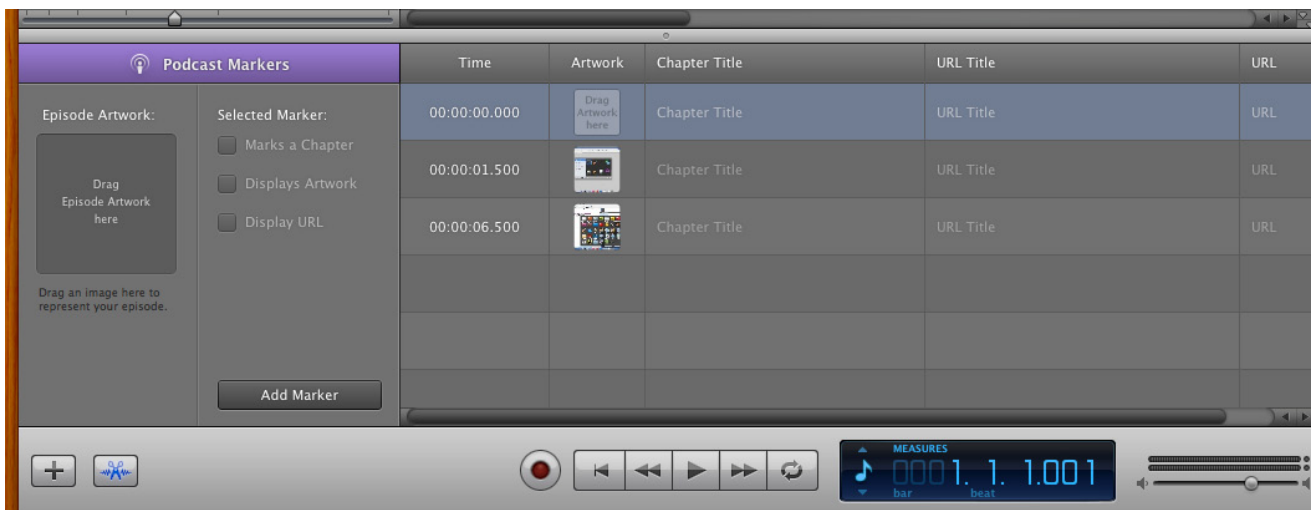 Podcast Markers
Time Artwork Chapter Title URL Title URL
Episode Artwork:
Drag
Episode Artwork
here
Drag an image here to
represent your episode.
Selected Marker:
Marks a Chapter
Displays Artwork
Display URL
Add Marker
00:00:00.000 Drag Artwork here Chapter Title URL Title URL
00:00:01.500 Chapter Title URL Title URL
00:00:06.500 Chapter Title URL Title URL
MEASURES
0001. 1. 1.001
bar beat